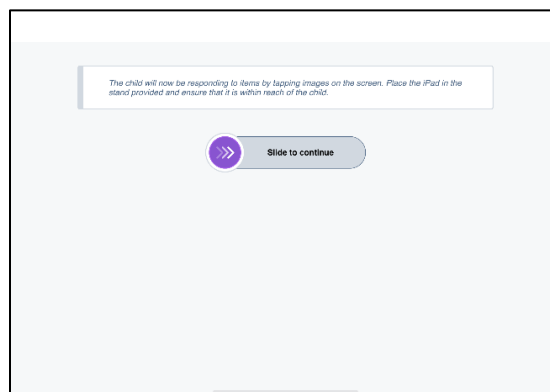 The child will now be responding to items by tapping images on the screen. Place the iPad in the
stand provided and ensure that it is within reach of the child.
Slide to continue